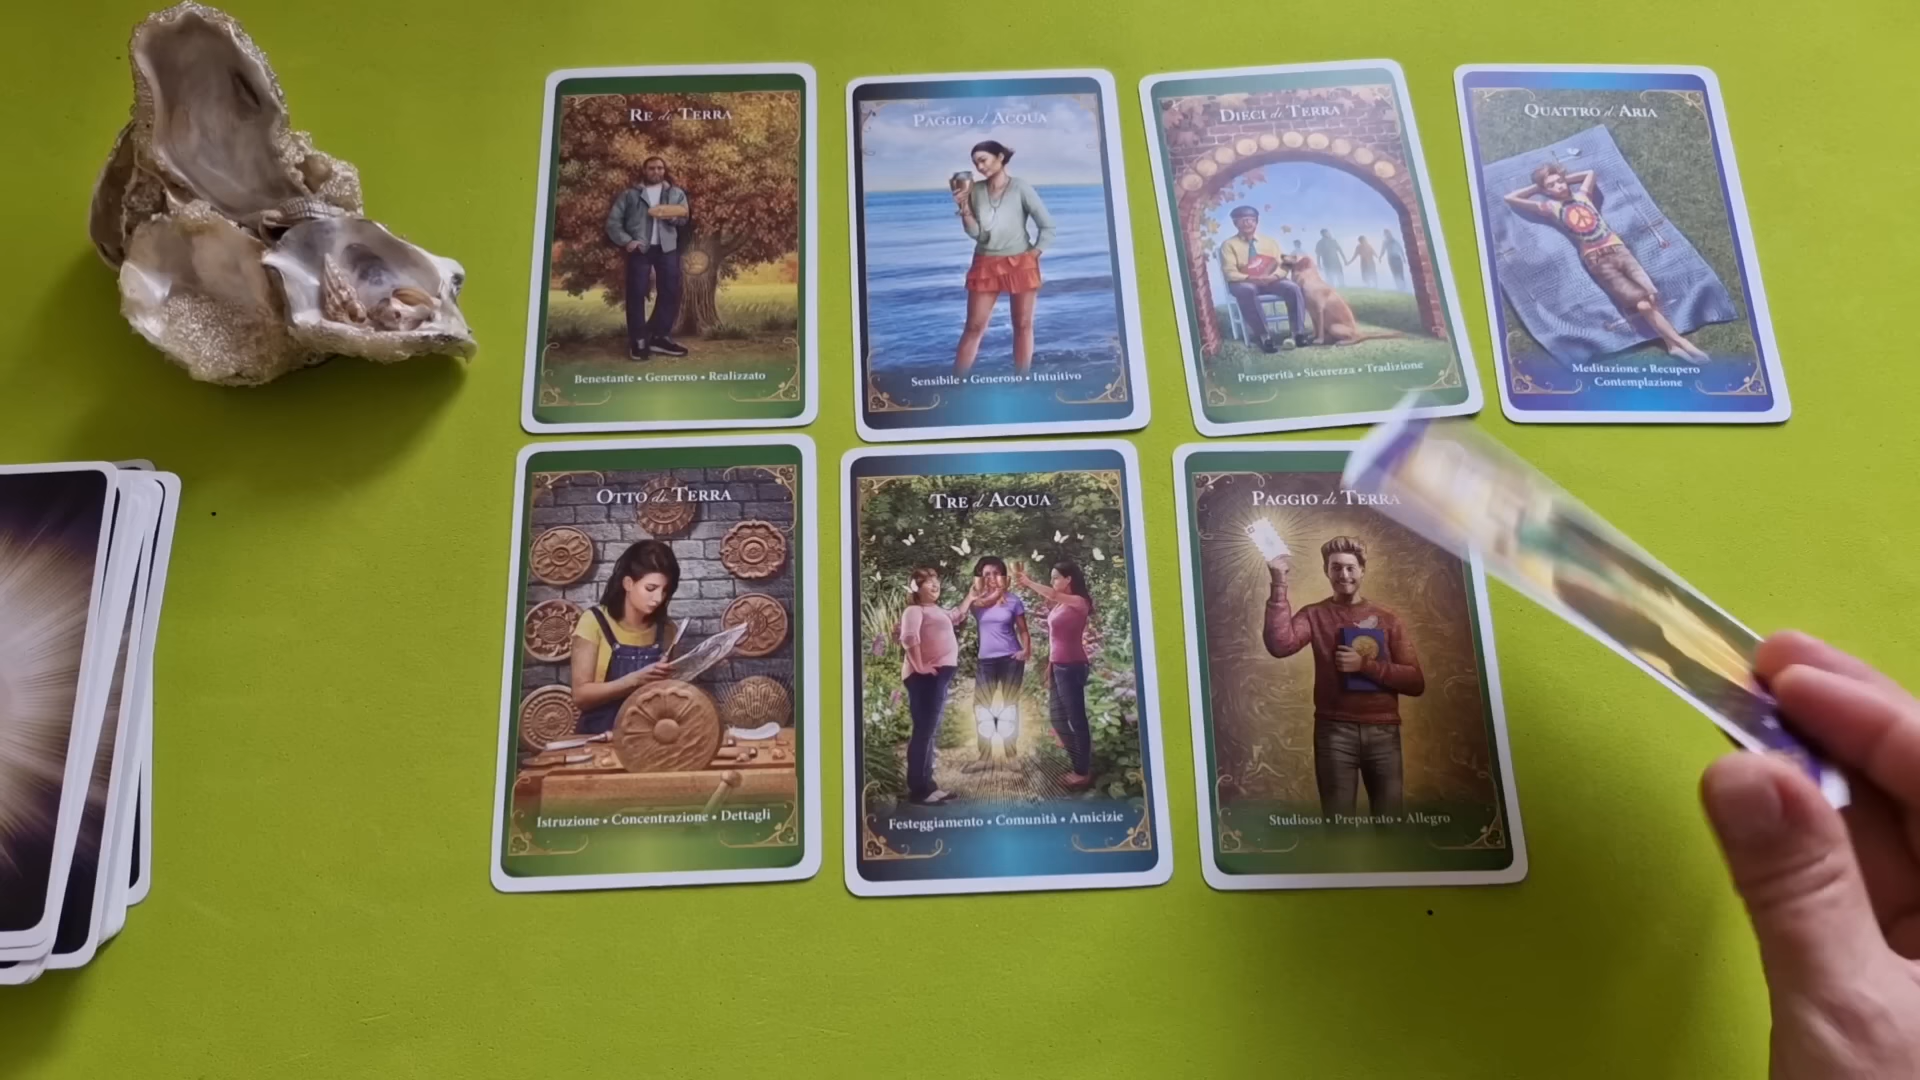 RE di TERRA
Benestante • Generoso • Realizzato
PAGGIO d'ACQUA
Sensibile • Generoso • Intuitivo
DIECI di TERRA
Prosperità • Sicurezza • Tradizione
QUATTRO d'ARIA
Meditazione • Recupero
Contemplazione
OTTO di TERRA
Istruzione • Concentrazione • Dettagli
TRE d'ACQUA
Festeggiamento • Comunità • Amicizie
PAGGIO di TERRA
Studioso • Preparato • Allegro